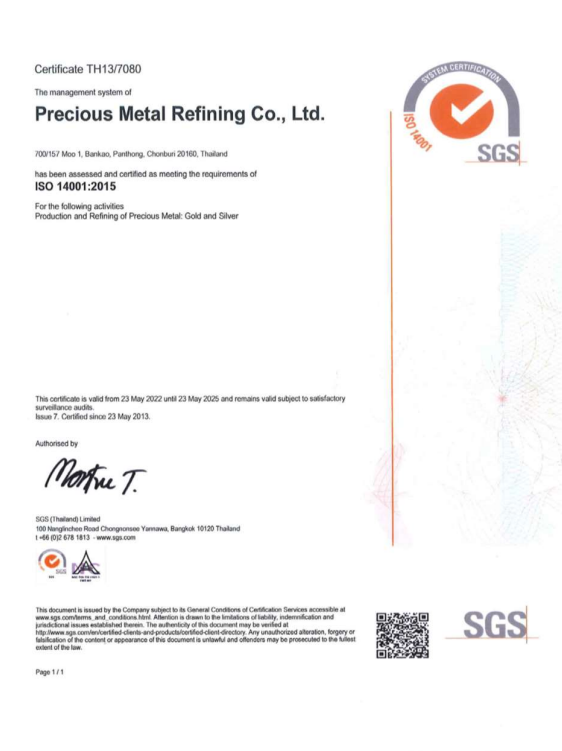 Certificate TH13/7080
SYSTEM CERTIFICATION
ISO 14001
SGS
The management system of
Precious Metal Refining Co., Ltd.
700/157 Moo 1, Bankao, Panthong, Chonburi 20160, Thailand
has been assessed and certified as meeting the requirements of
ISO 14001:2015
For the following activities
Production and Refining of Precious Metal: Gold and Silver
This certificate is valid from 23 May 2022 until 23 May 2025 and remains valid subject to satisfactory
surveillance audits.
Issue 7. Certified since 23 May 2013.
Authorised by
SGS (Thailand) Limited
100 Nanglinchee Road Chongnonsee Yannawa, Bangkok 10120 Thailand
t +66 (0)2 678 1813 - www.sgs.com
This document is issued by the Company subject to its General Conditions of Certification Services accessible at
www.sgs.com/terms_and_conditions.html. Attention is drawn to the limitations of liability, indemnification and
jurisdictional issues established therein. The authenticity of this document may be verified at
http://www.sgs.com/en/certified-clients-and-products/certified-client-directory. Any unauthorized alteration, forgery or
falsification of the content or appearance of this document is unlawful and offenders may be prosecuted to the fullest
extent of the law.
SGS
Page 1 / 1